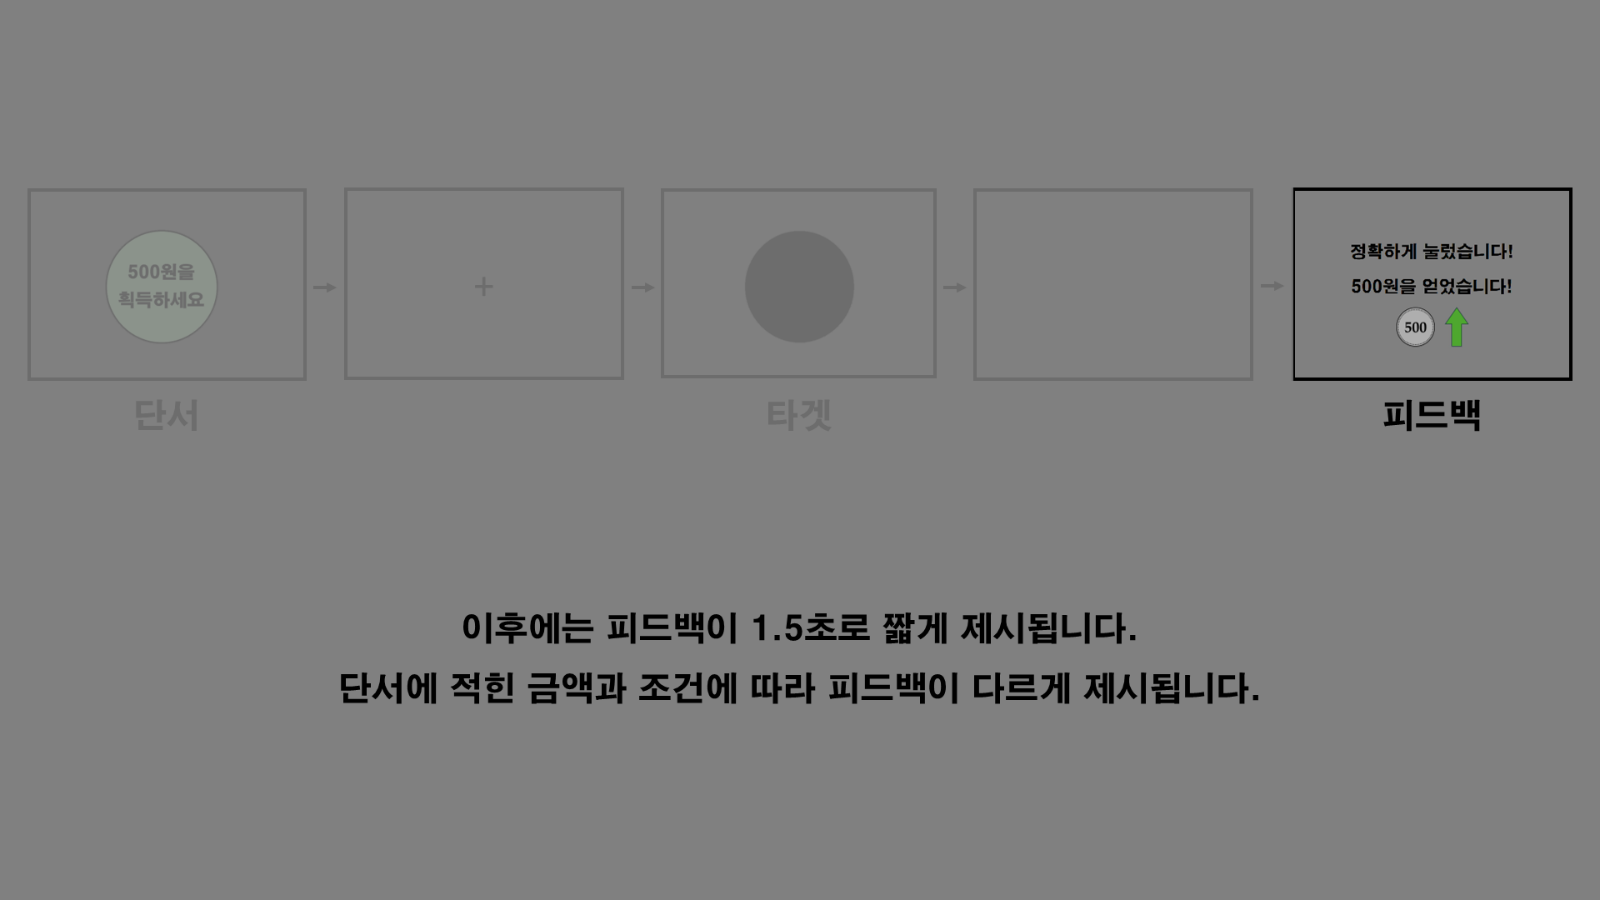 500원을
획득하세요
정확하게 눌렀습니다!
500원을 얻었습니다!
500
단서
타겟
피드백
이후에는 피드백이 1.5초로 짧게 제시됩니다.
단서에 적힌 금액과 조건에 따라 피드백이 다르게 제시됩니다.